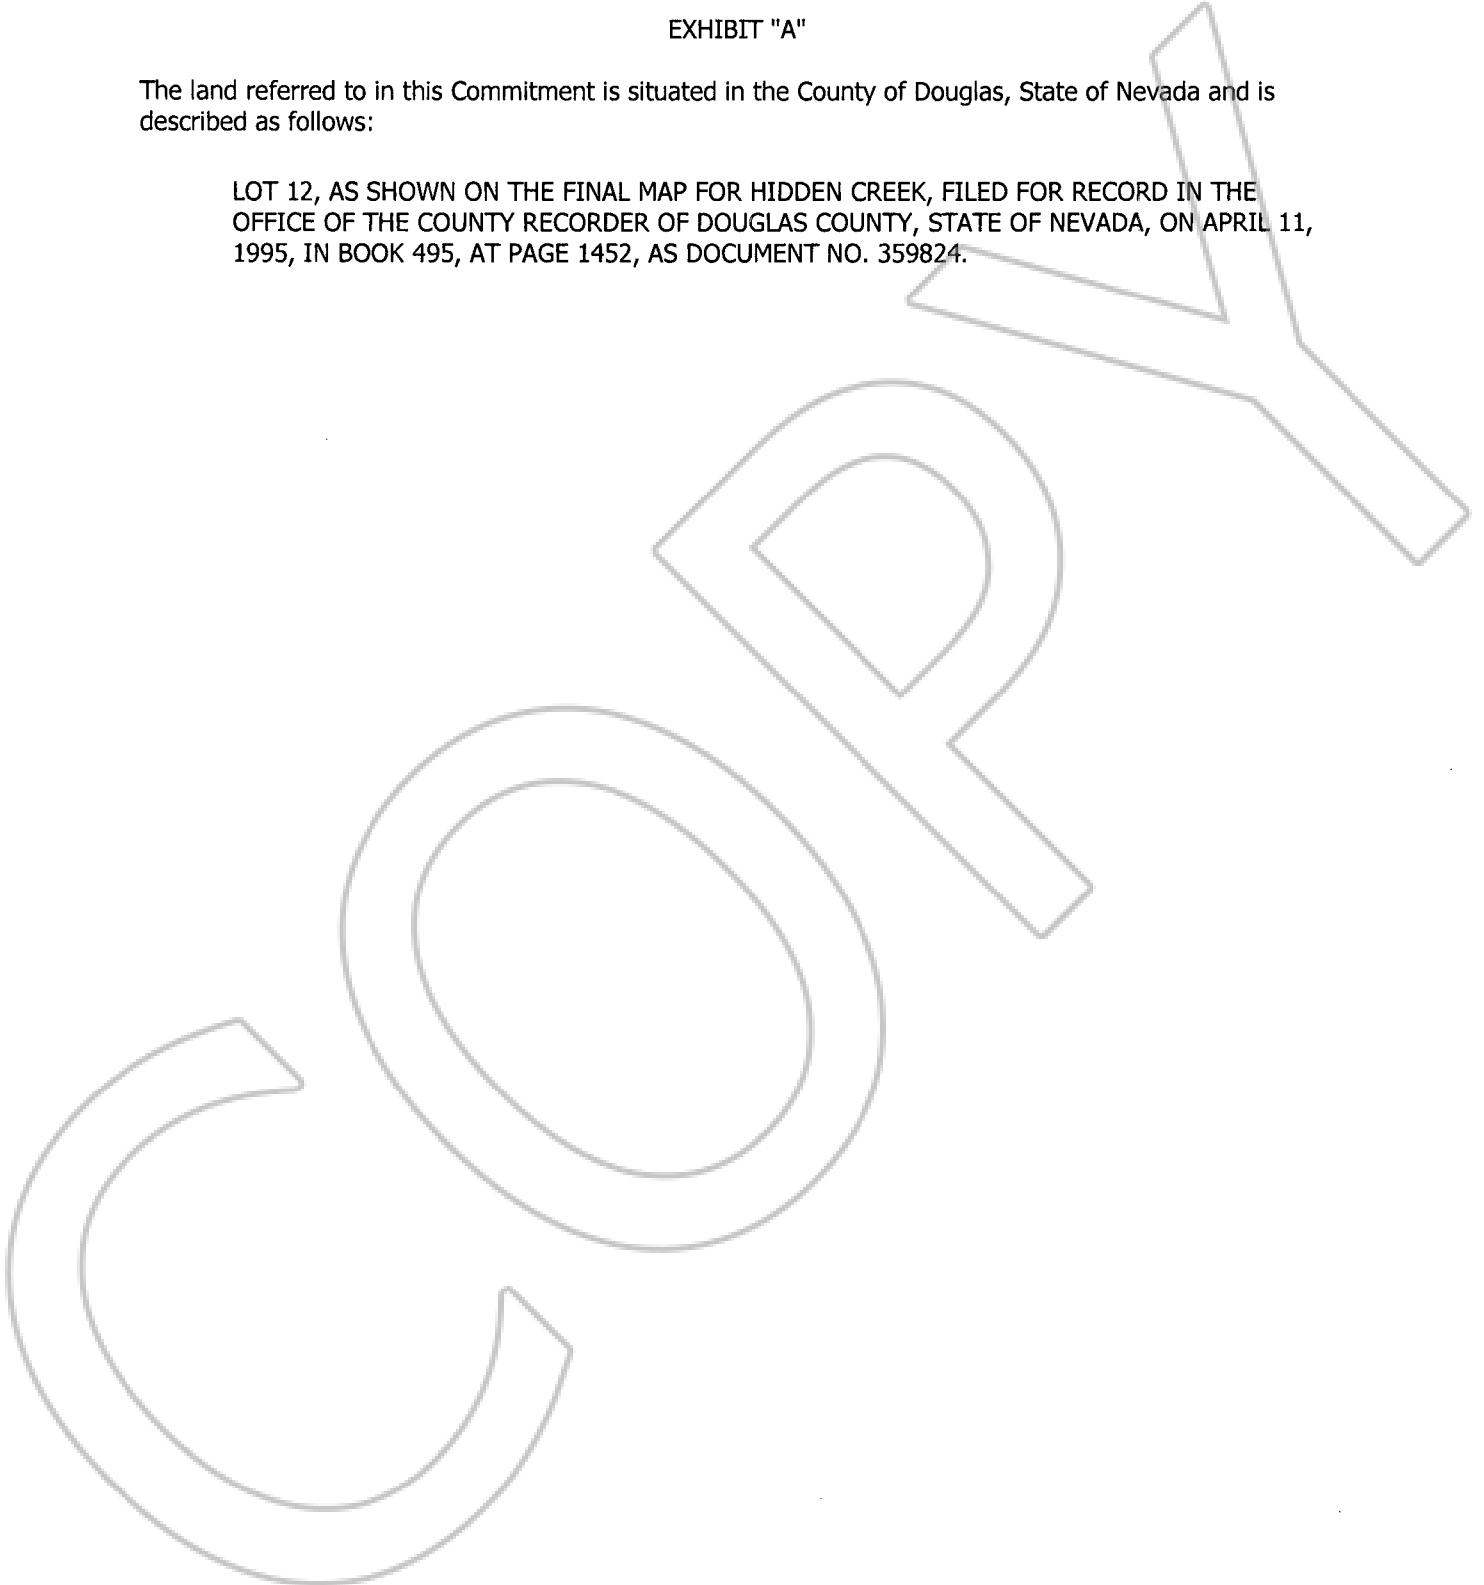 EXHIBIT "A"
The land referred to in this Commitment is situated in the County of Douglas, State of Nevada and is
described as follows:
LOT 12, AS SHOWN ON THE FINAL MAP FOR HIDDEN CREEK, FILED FOR RECORD IN THE
OFFICE OF THE COUNTY RECORDER OF DOUGLAS COUNTY, STATE OF NEVADA, ON APRIL 11,
1995, IN BOOK 495, AT PAGE 1452, AS DOCUMENT NO. 359824.
COPY